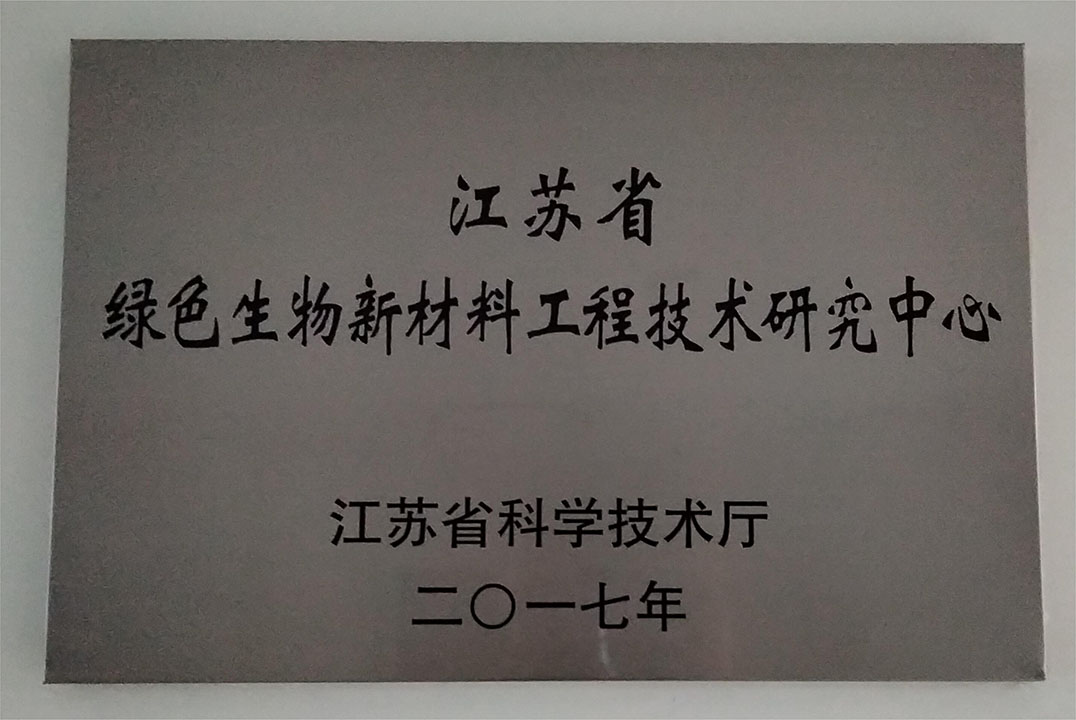 江苏省
绿色生物新材料工程技术研究中心
江苏省科学技术厅
二〇一七年